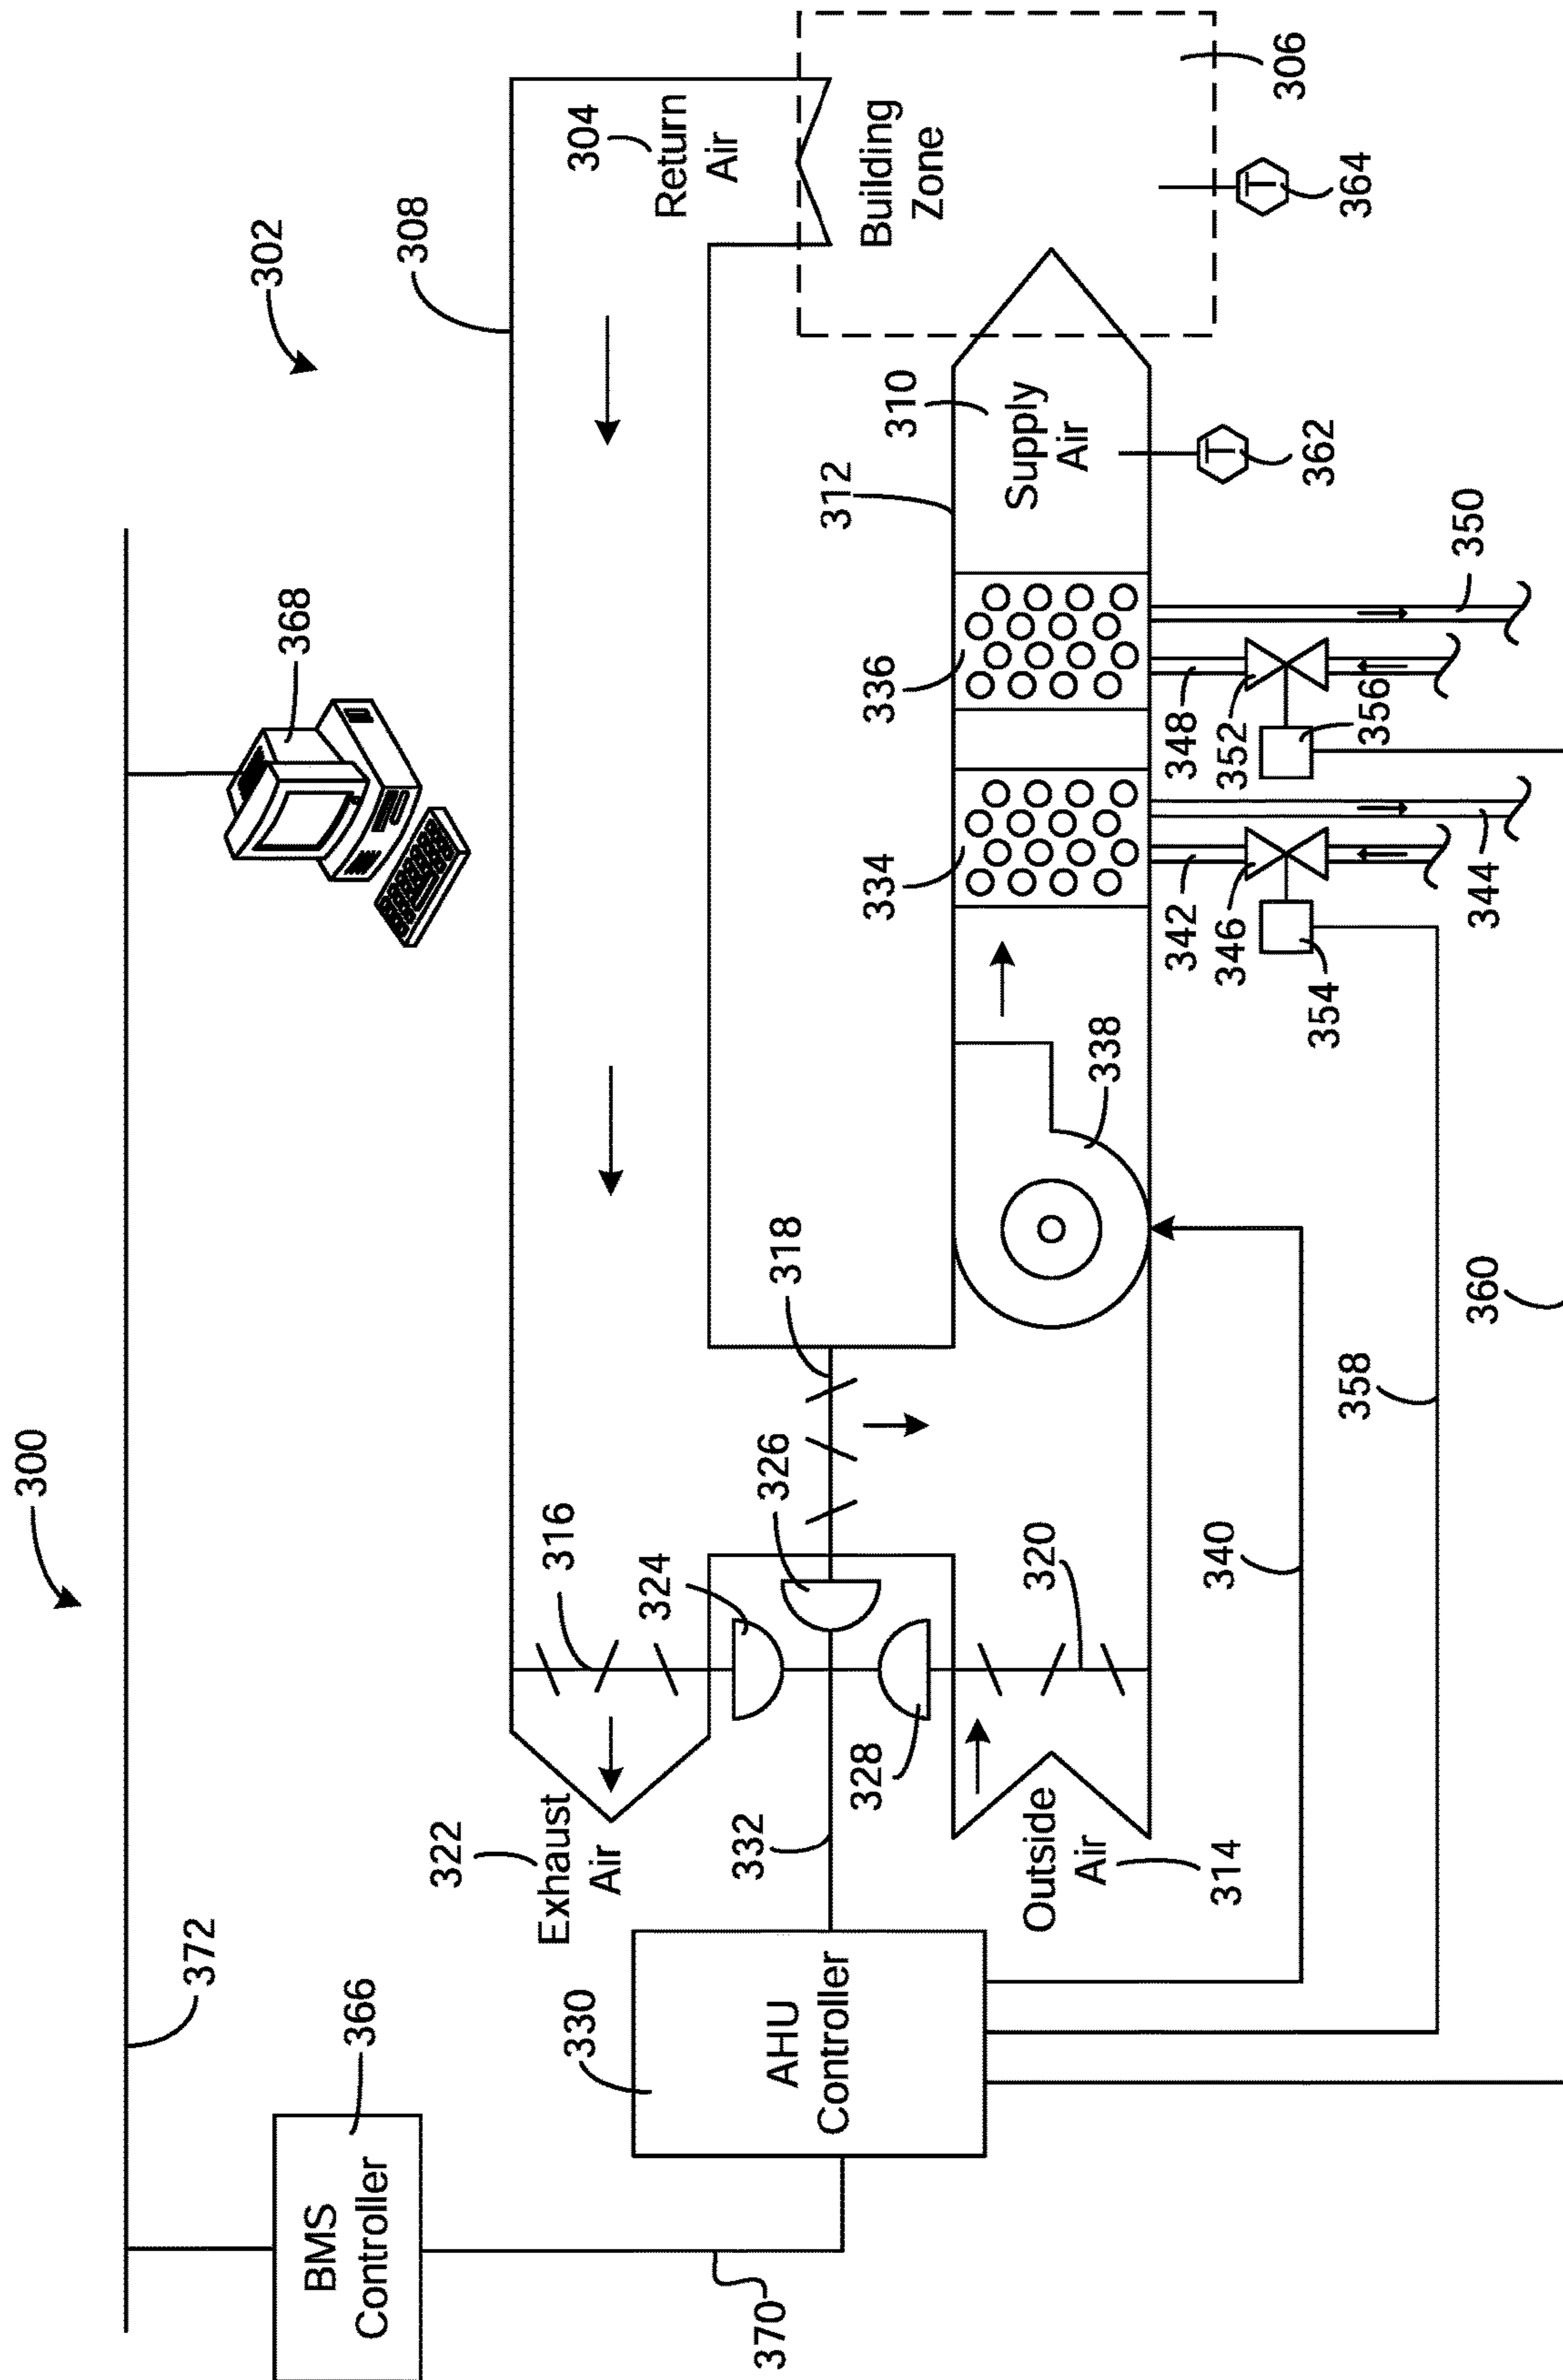 300
372
366
BMS
Controller
370
368
302
308
304
Return
Air
306
Building
Zone
364
322
Exhaust
Air
316
324
326
318
332
328
330
AHU
Controller
Outside
Air
314
320
340
338
334
336
312
310
Supply
Air
362
342
346
354
344
348
352
356
350
358
360
T
T